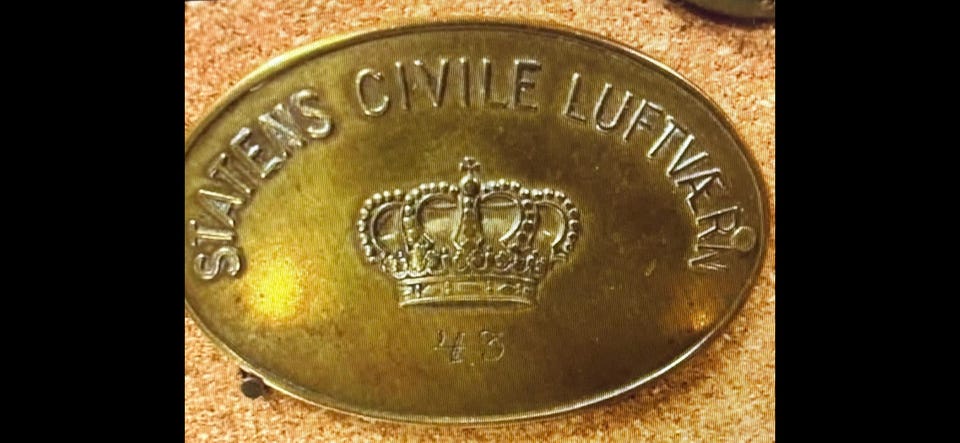 STATENS CIVILE LUFTVÆRN
43